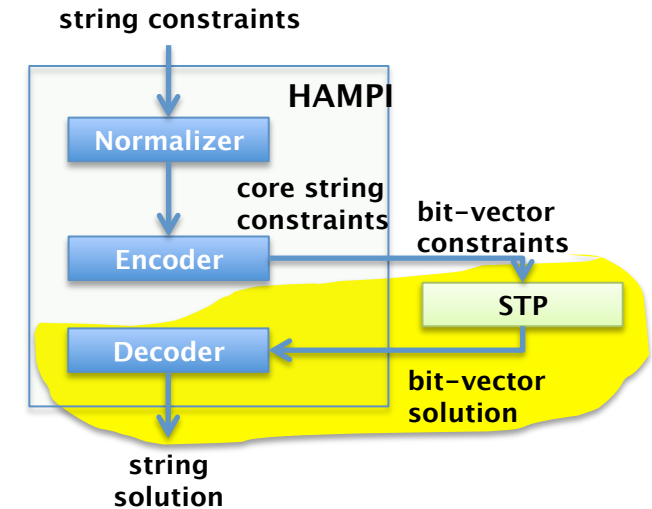 string constraints
HAMPI
Normalizer
core string
constraints
bit-vector
constraints
Encoder
STP
Decoder
bit-vector
solution
string
solution